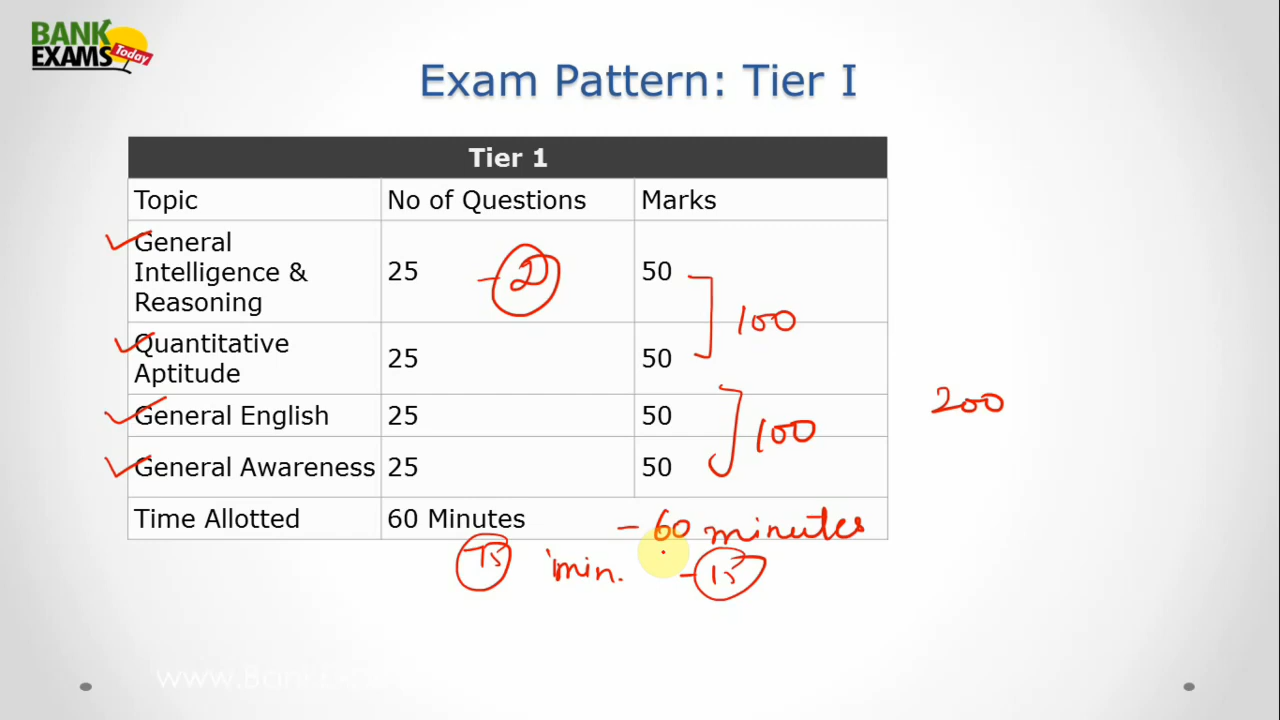 BANK
EXAMS
Today
Exam Pattern: Tier I
Tier 1
Topic No of Questions Marks
General
Intelligence &
Reasoning
25 - 2 50
100
Quantitative
Aptitude
25 50
General English 25 50
100
200
General Awareness 25 50
Time Allotted 60 Minutes - 60 minutes
75 min. - 15